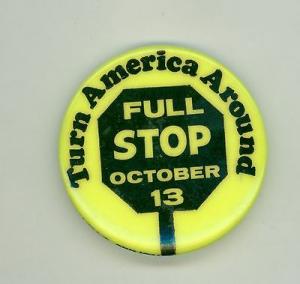 Turn America Around
FULL
STOP
OCTOBER
13